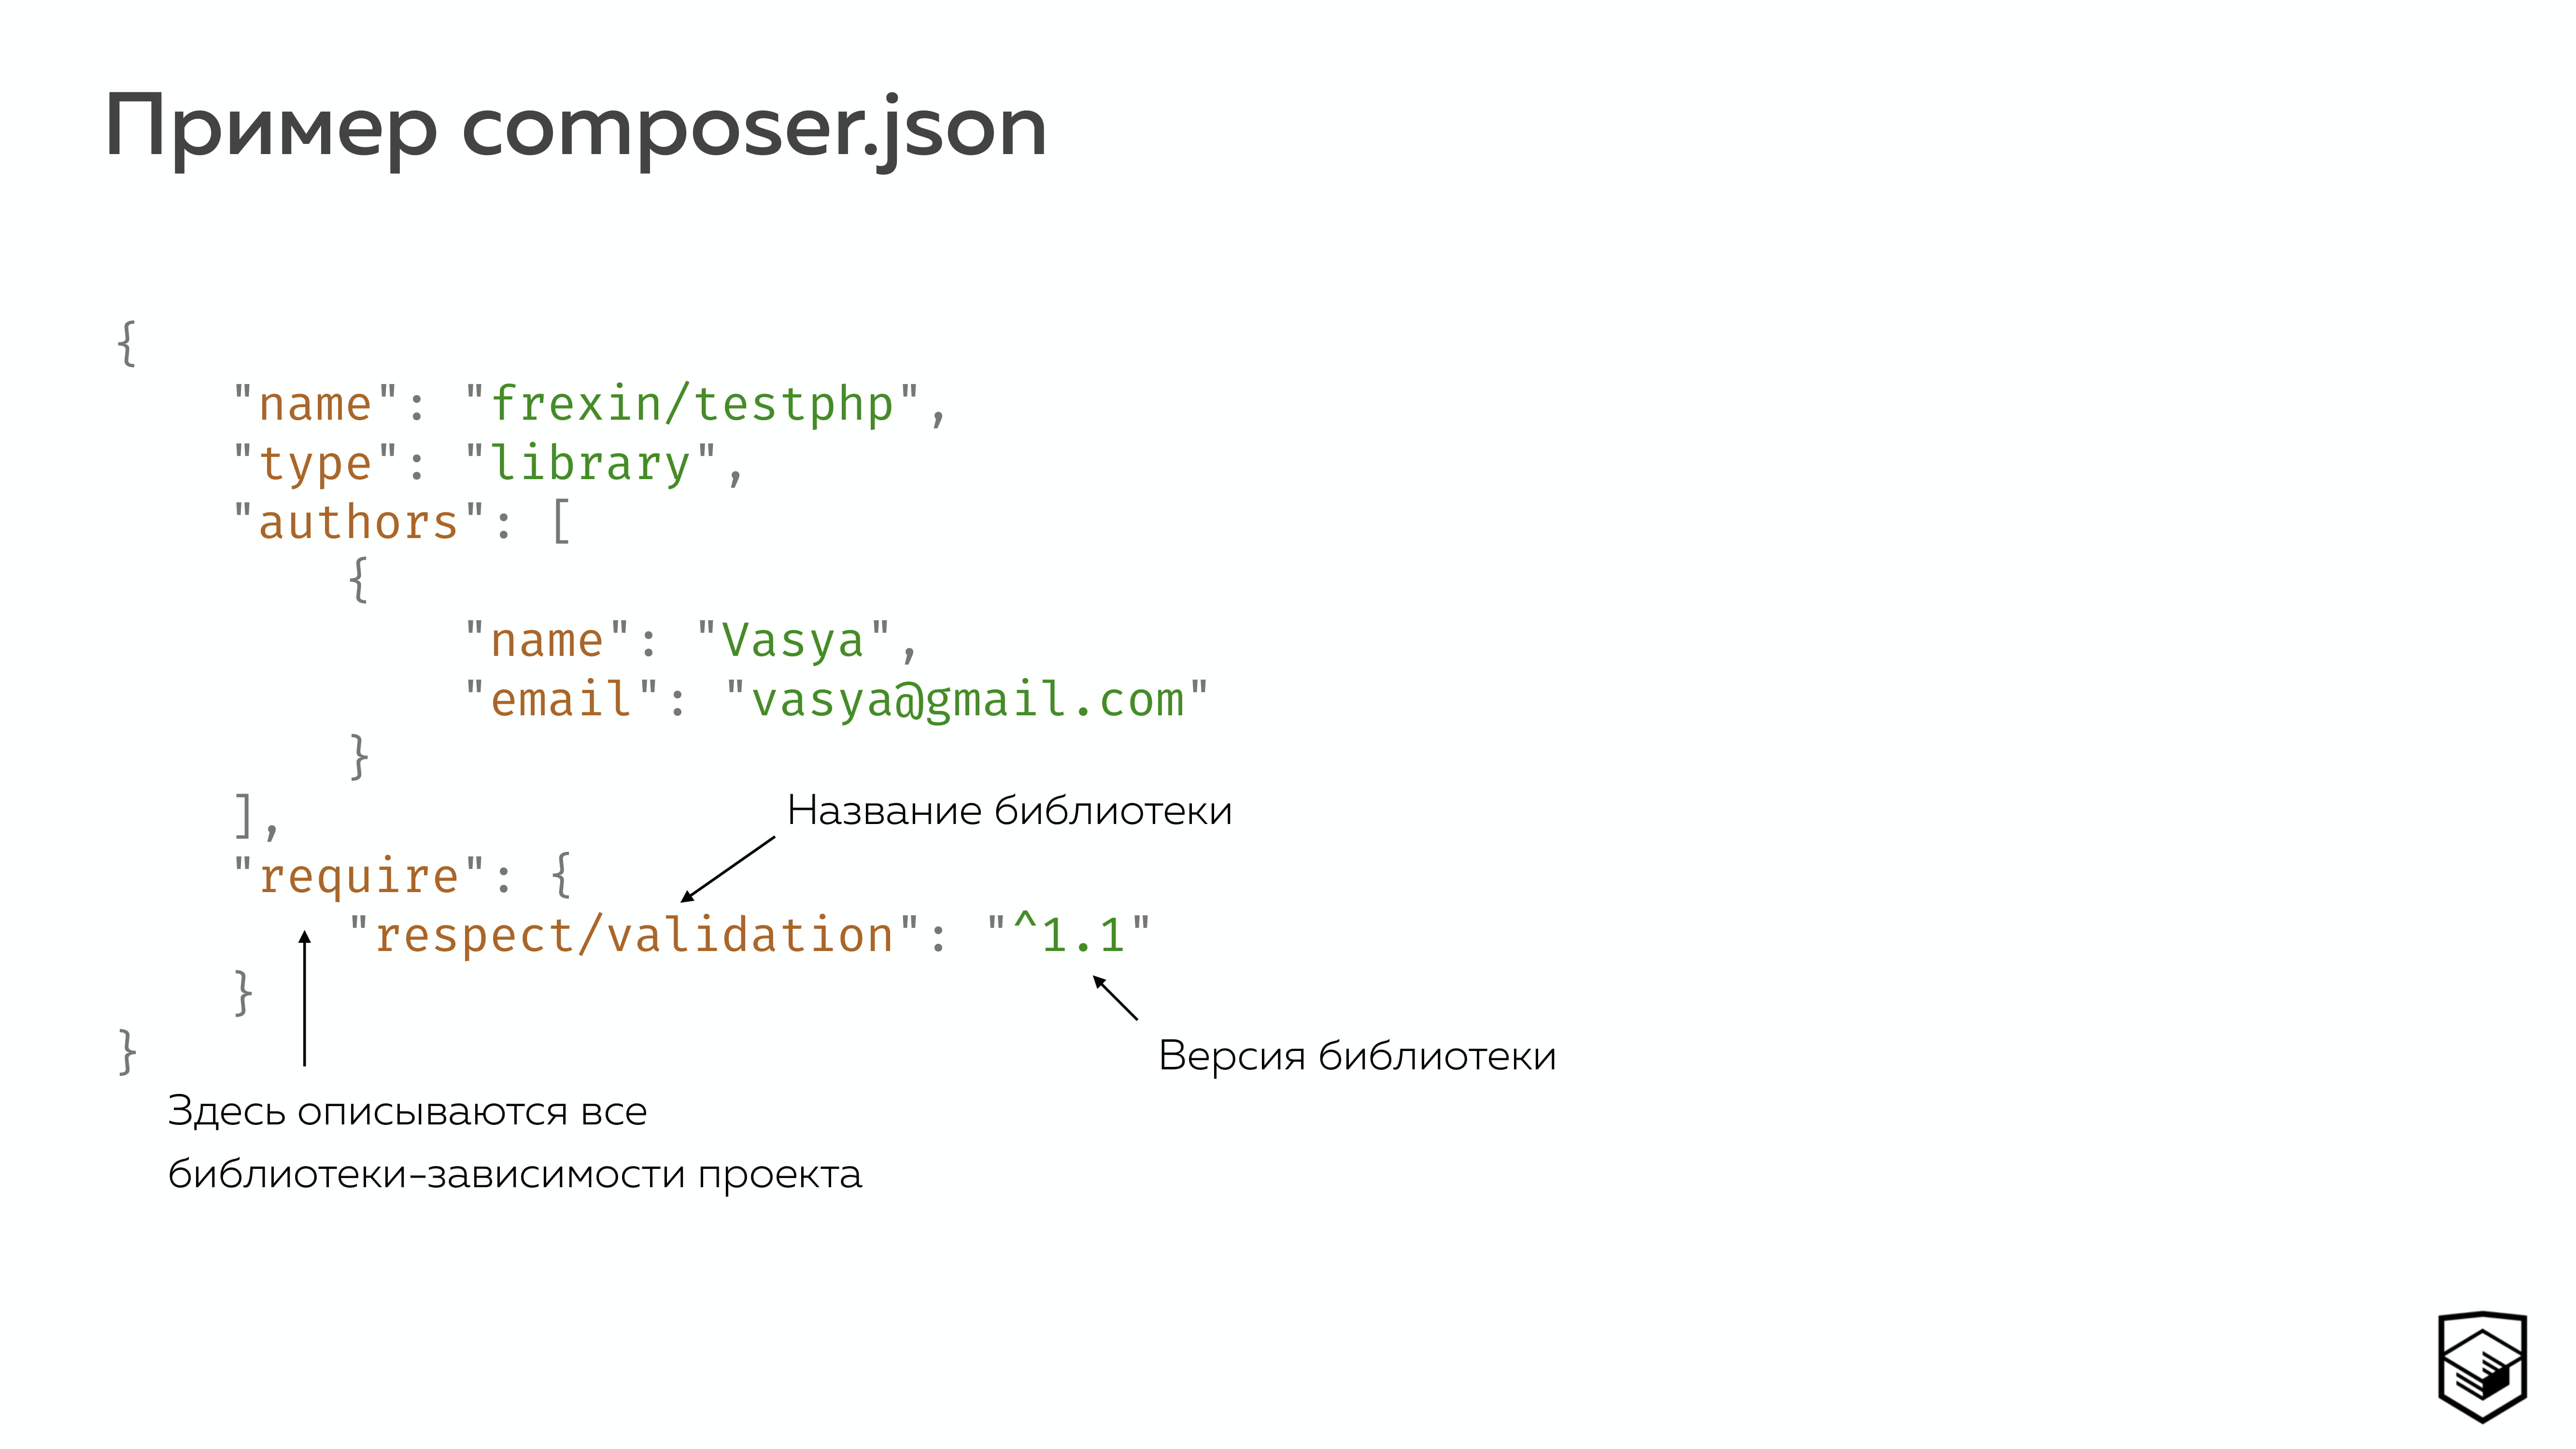 Пример composer.json
{
    "name": "frexin/testphp",
    "type": "library",
    "authors": [
        {
            "name": "Vasya",
            "email": "vasya@gmail.com"
        }
    ],
Название библиотеки
    "require": {
        "respect/validation": "^1.1"
    }
}
Версия библиотеки
Здесь описываются все
библиотеки-зависимости проекта